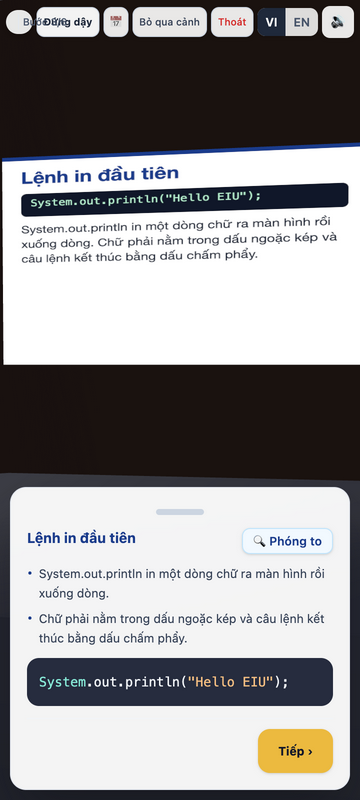 Đứng dậy
Bỏ qua cảnh
Thoát
VI
EN
Lệnh in đầu tiên
System.out.println("Hello EIU");
System.out.println in một dòng chữ ra màn hình rồi
xuống dòng. Chữ phải nằm trong dấu ngoặc kép và
câu lệnh kết thúc bằng dấu chấm phẩy.
Lệnh in đầu tiên
Phóng to
• System.out.println in một dòng chữ ra màn hình rồi
xuống dòng.
• Chữ phải nằm trong dấu ngoặc kép và câu lệnh kết
thúc bằng dấu chấm phẩy.
System.out.println("Hello EIU");
Tiếp ›